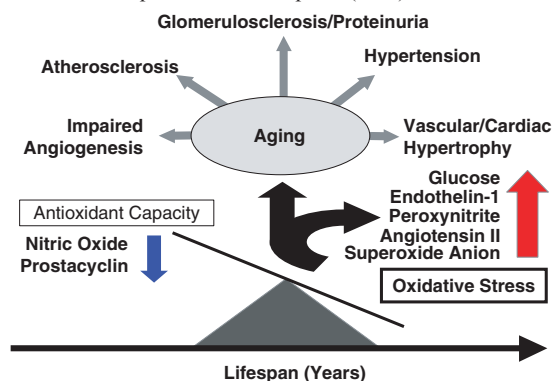 Glomerulosclerosis/Proteinuria
Atherosclerosis
Hypertension
Impaired
Angiogenesis
Aging
Vascular/Cardiac
Hypertrophy
Glucose
Endothelin-1
Peroxynitrite
Angiotensin II
Superoxide Anion
Antioxidant Capacity
Nitric Oxide
Prostacyclin
Oxidative Stress
Lifespan (Years)